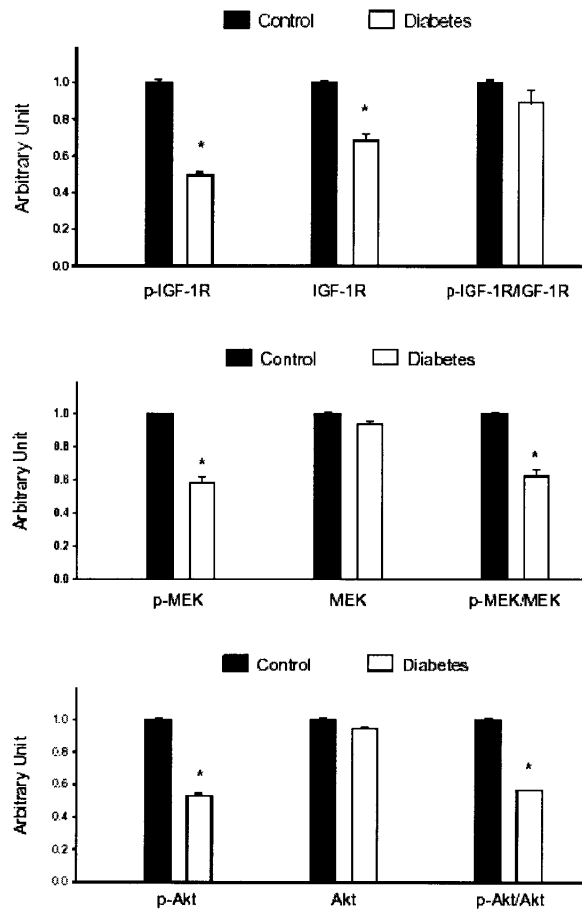 Control Diabetes
Arbitrary Unit
1.0
0.8
0.6
0.4
0.2
0.0
* *
p-IGF-1R IGF-1R p-IGF-1R/IGF-1R
Control Diabetes
Arbitrary Unit
1.0
0.8
0.6
0.4
0.2
0.0
* *
p-MEK MEK p-MEK/MEK
Control Diabetes
Arbitrary Unit
1.0
0.8
0.6
0.4
0.2
0.0
* *
p-Akt Akt p-Akt/Akt